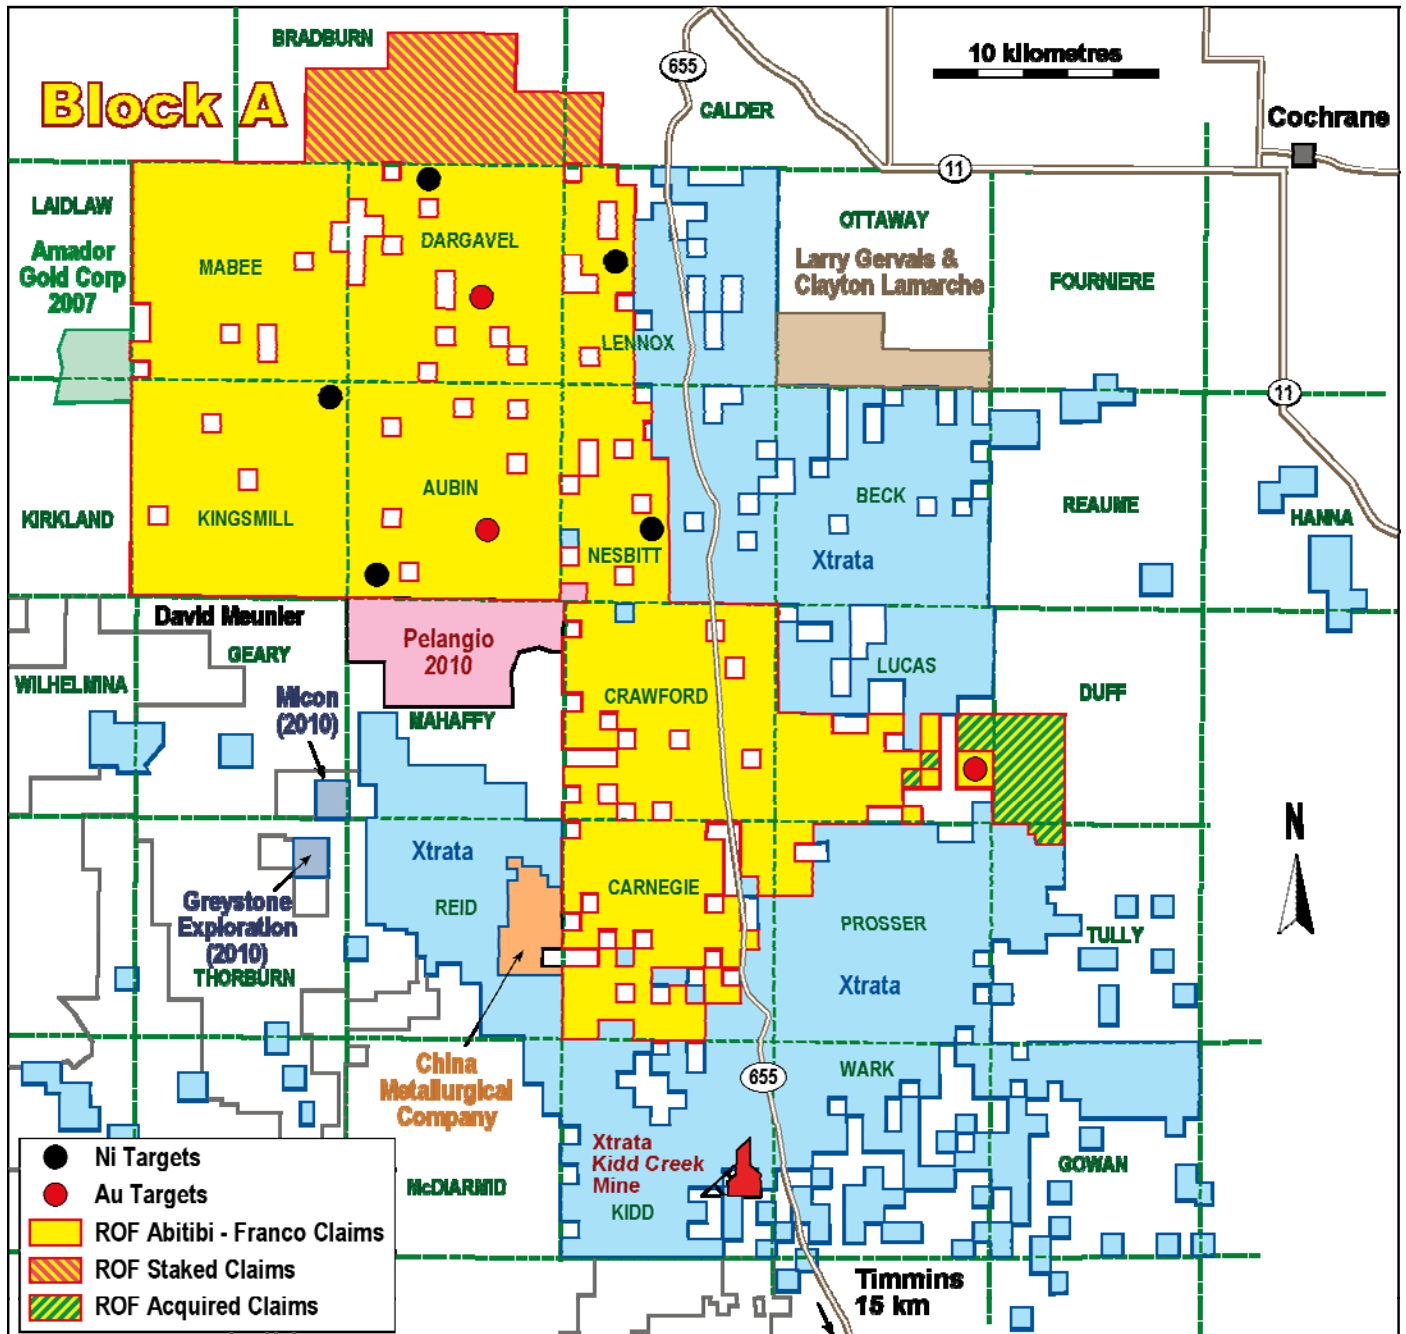 BRADBURN
10 kilometres
655
Block A
CALDER
Cochrane
11
LAIDLAW
OTTAWAY
DARGAVEL
Amador
Gold Corp
2007
MABEE
Larry Gervais &
Clayton Lamarche
FOURNIERE
LENNOX
11
AUBIN
BECK
KIRKLAND
KINGSMILL
REAUME
HANNA
NESBITT
Xtrata
David Meunier
GEARY
Pelangio
2010
LUCAS
WILHELMINA
Micon
(2010)
CRAWFORD
DUFF
MAHAFFY
N
Xtrata
CARNEGIE
Greystone
Exploration
(2010)
REID
PROSSER
TULLY
THORBURN
Xtrata
China
Metallurgical
Company
655
WARK
Xtrata
Kidd Creek
Mine
GOWAN
McDIARMID
KIDD
Ni Targets
Au Targets
ROF Abitibi - Franco Claims
ROF Staked Claims
ROF Acquired Claims
Timmins
15 km